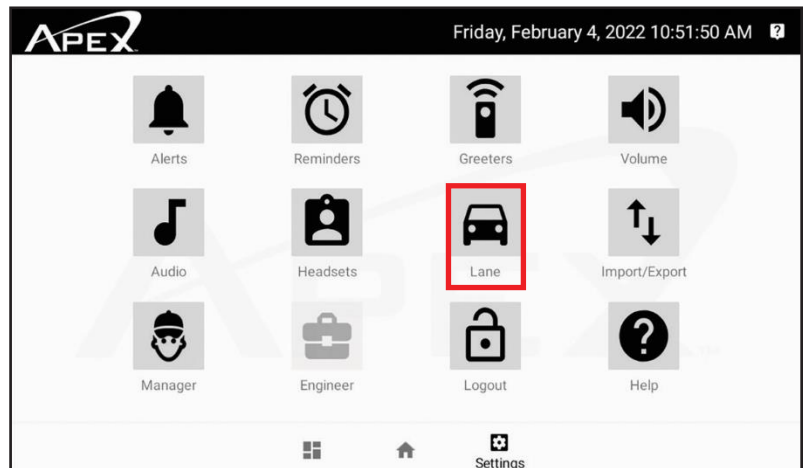 APEX
Friday, February 4, 2022 10:51:50 AM ?
Alerts Reminders Greeters Volume
Audio Headsets Lane Import/Export
Manager Engineer Logout Help
Settings
APEX